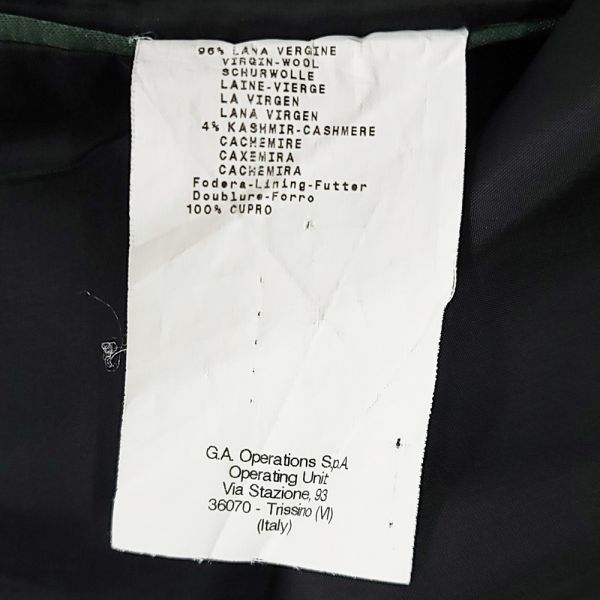 96% LANA VERGINE
VIRGIN-WOOL
SCHURWOLLE
LAINE-VIERGE
LA VIRGEN
LANA VIRGEN
4% KASHMIR-CASHMERE
CACHEMIRE
CAXEMIRA
CACHEMIRA
Fodera-Lining-Futter
Doublure-Forro
100% CUPRO
G.A. Operations S.p.A
Operating Unit
Via Stazione, 93
36070 - Trissino (VI)
(Italy)